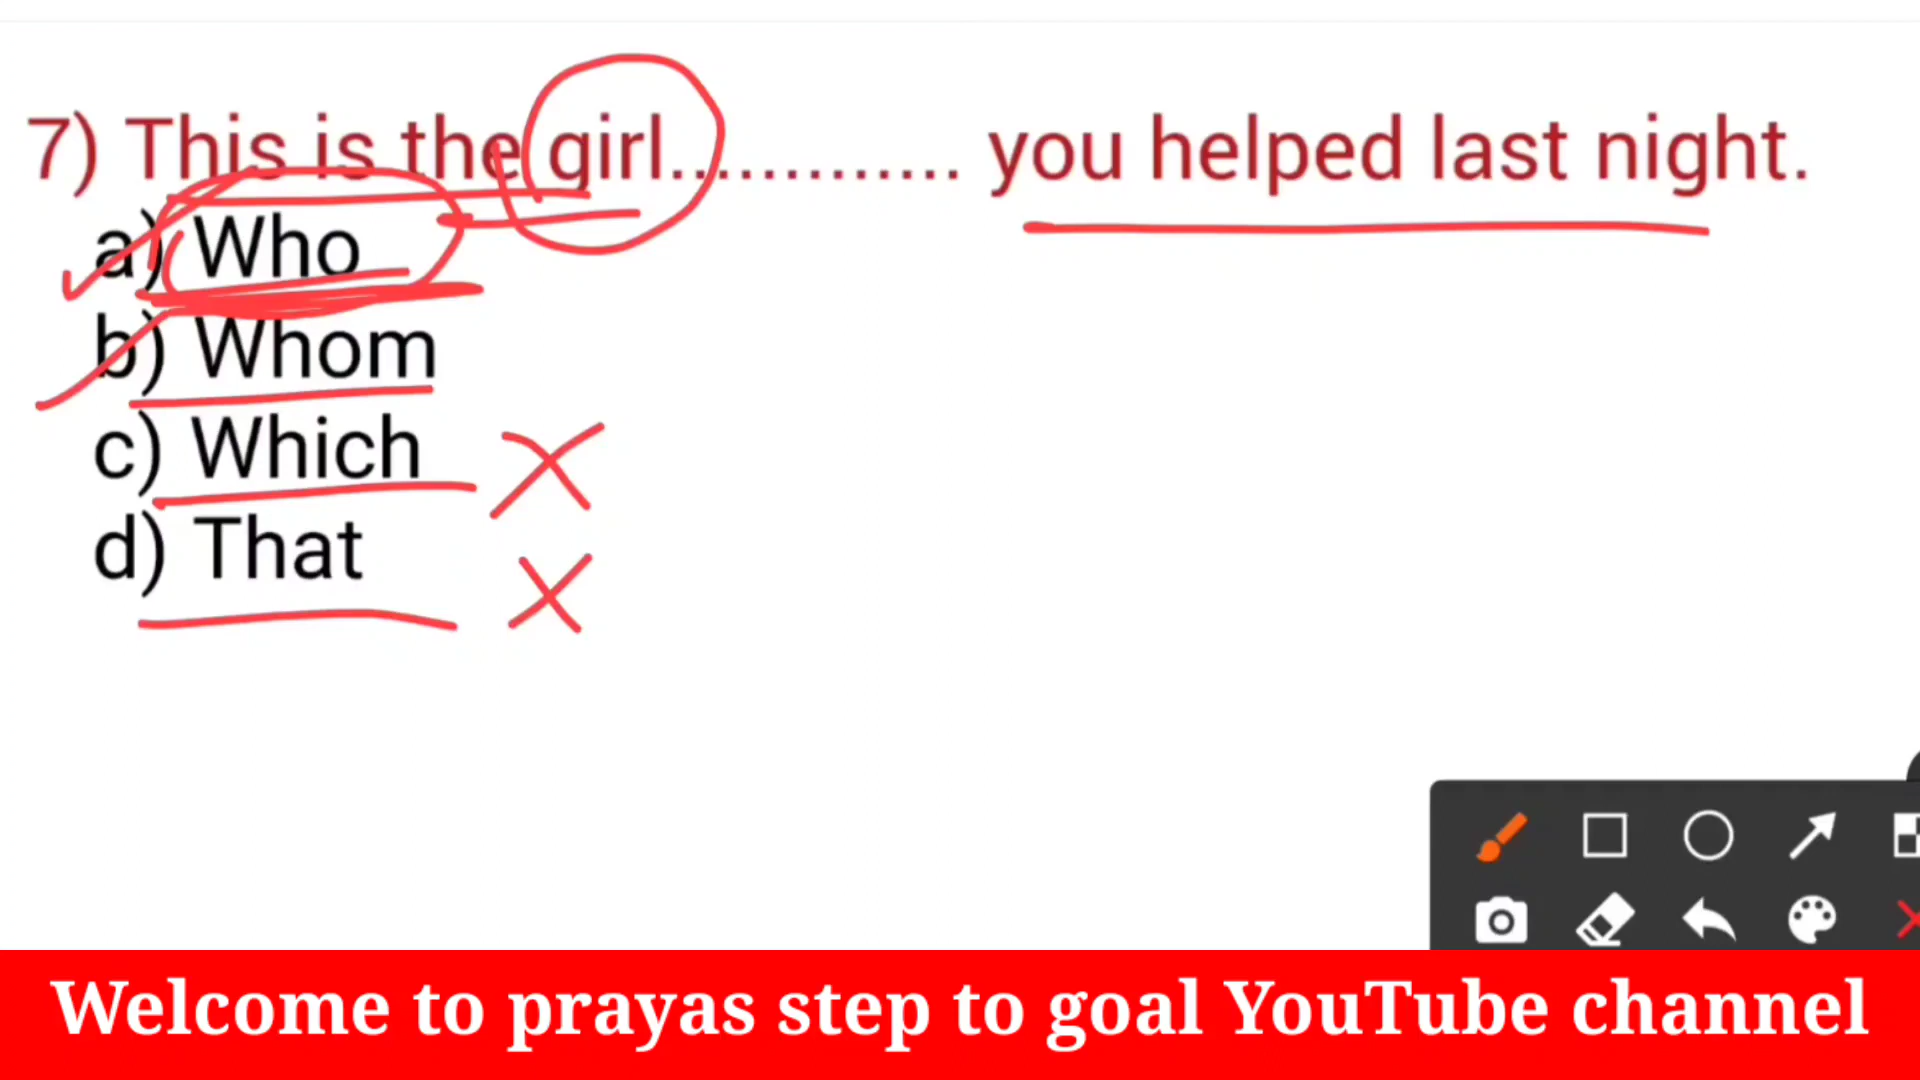 7) This is the girl............. you helped last night.
a) Who
b) Whom
c) Which
d) That
Welcome to prayas step to goal YouTube channel